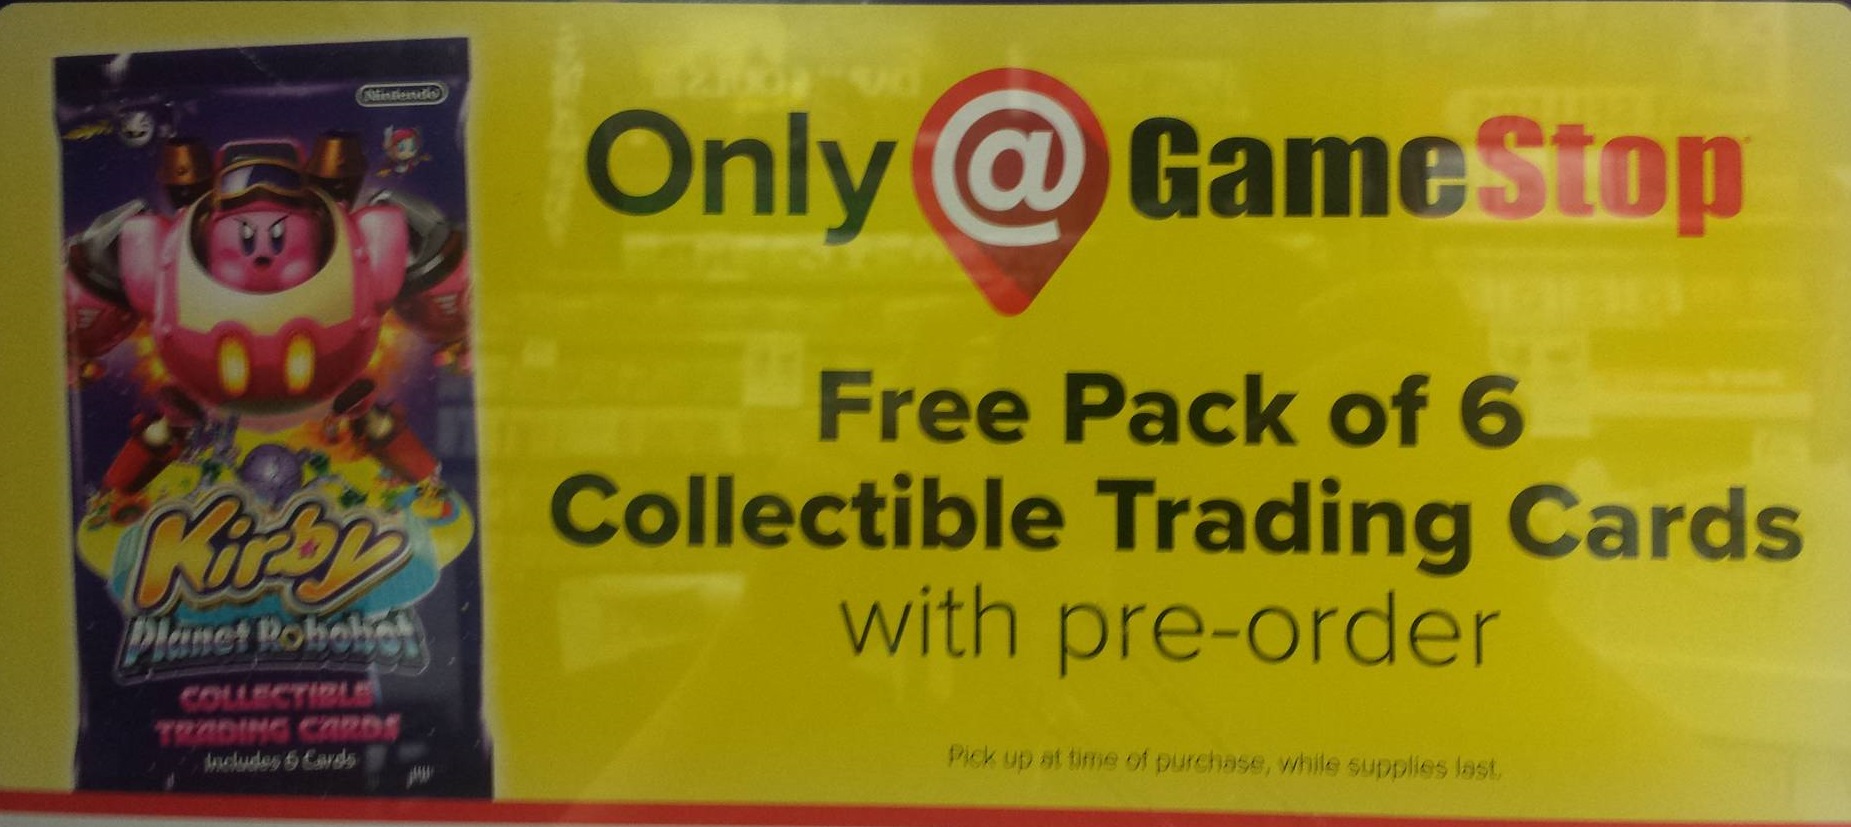 Nintendo
Kirby
Planet Robobot
COLLECTIBLE
TRADING CARDS
Includes 6 Cards
Only @ GameStop
Free Pack of 6
Collectible Trading Cards
with pre-order
Pick up at time of purchase, while supplies last.